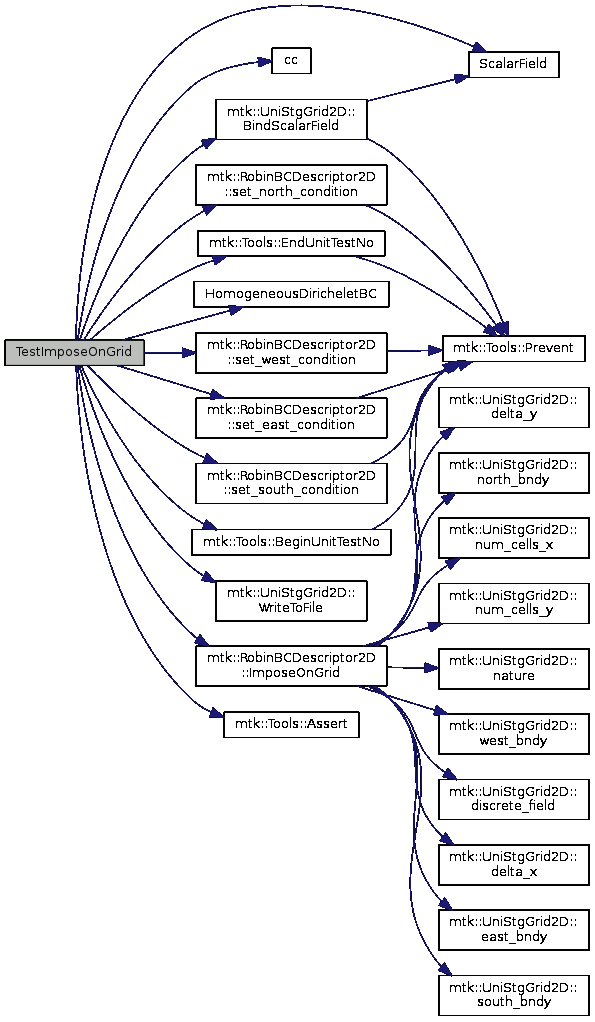 TestImposeOnGrid
cc
ScalarField
mtk::UniStgGrid2D::
BindScalarField
mtk::RobinBCDescriptor2D
::set_north_condition
mtk::Tools::EndUnitTestNo
HomogeneousDiricheletBC
mtk::RobinBCDescriptor2D
::set_west_condition
mtk::Tools::Prevent
mtk::RobinBCDescriptor2D
::set_east_condition
mtk::RobinBCDescriptor2D
::set_south_condition
mtk::Tools::BeginUnitTestNo
mtk::UniStgGrid2D::
WriteToFile
mtk::RobinBCDescriptor2D
::ImposeOnGrid
mtk::Tools::Assert
mtk::UniStgGrid2D::
delta_y
mtk::UniStgGrid2D::
north_bndy
mtk::UniStgGrid2D::
num_cells_x
mtk::UniStgGrid2D::
num_cells_y
mtk::UniStgGrid2D::
nature
mtk::UniStgGrid2D::
west_bndy
mtk::UniStgGrid2D::
discrete_field
mtk::UniStgGrid2D::
delta_x
mtk::UniStgGrid2D::
east_bndy
mtk::UniStgGrid2D::
south_bndy